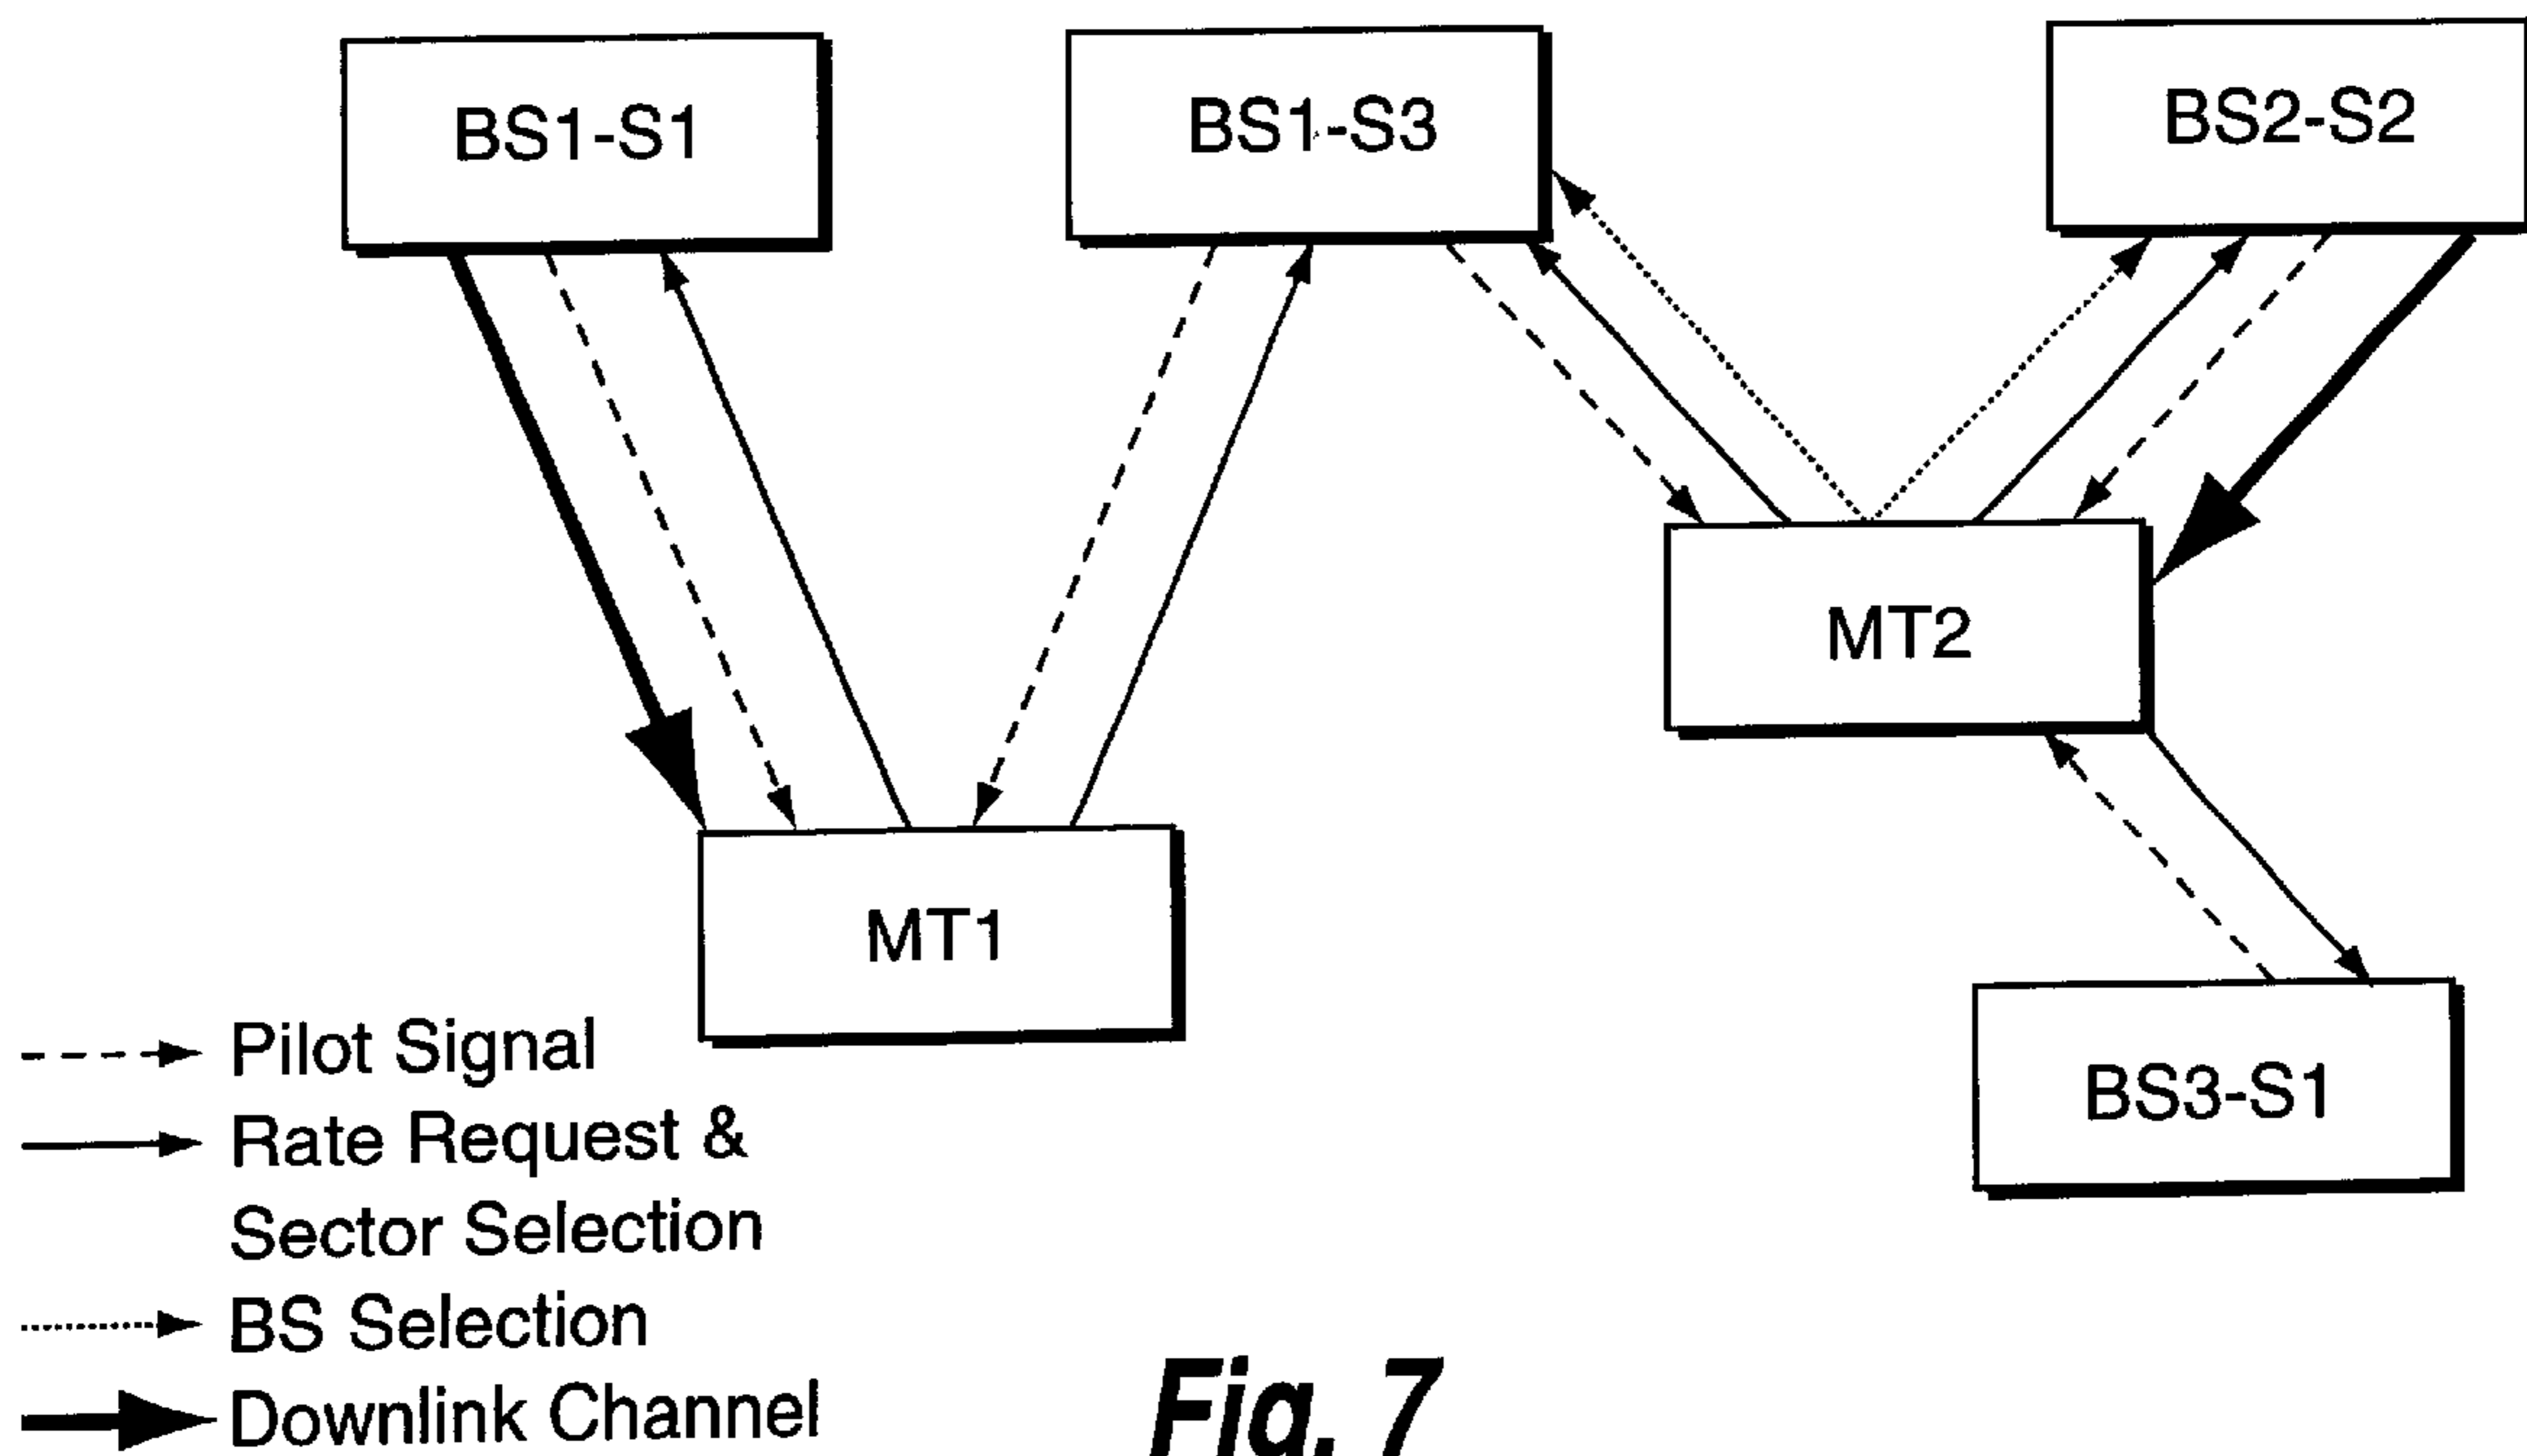 BS1-S1
BS1-S3
BS2-S2
MT2
MT1
BS3-S1
Pilot Signal
Rate Request &
Sector Selection
BS Selection
Downlink Channel
Fig. 7